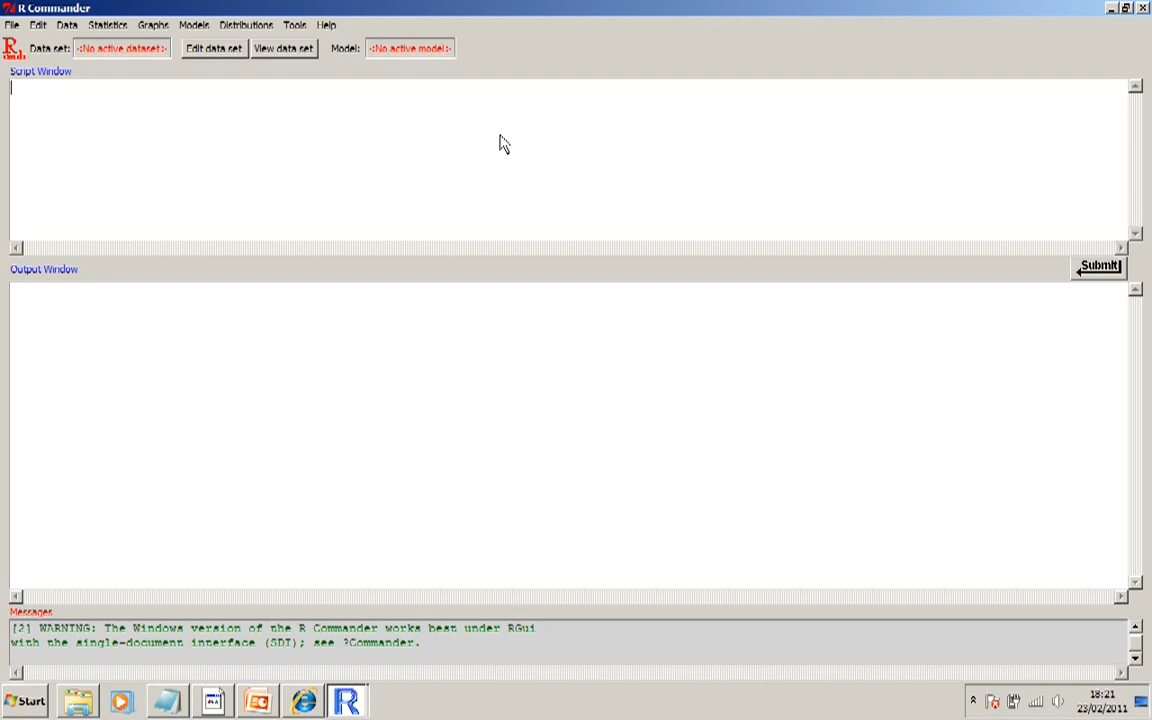 R Commander
File Edit Data Statistics Graphs Models Distributions Tools Help
R Data set: <No active dataset> Edit data set View data set Model: <No active model>
Script Window
Output Window Submit
Messages
[2] WARNING: The Windows version of the R Commander works best under RGui
with the single-document interface (SDI); see ?Commander.
Start 18:21
23/02/2011